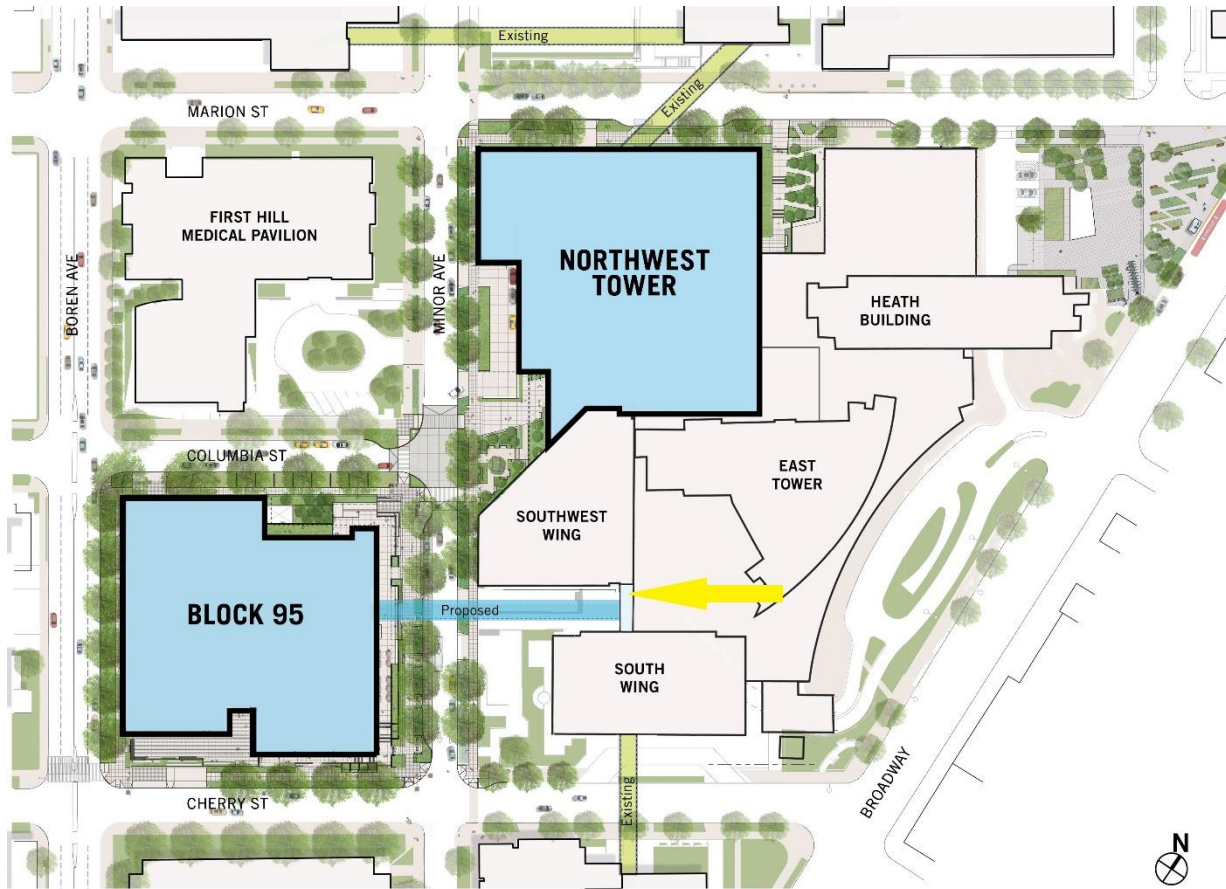 Existing
Existing
MARION ST
FIRST HILL
MEDICAL PAVILION
NORTHWEST
TOWER
HEATH
BUILDING
BOREN AVE
MINOR AVE
COLUMBIA ST
EAST
TOWER
SOUTHWEST
WING
BLOCK 95
Proposed
SOUTH
WING
BROADWAY
CHERRY ST
Existing
N